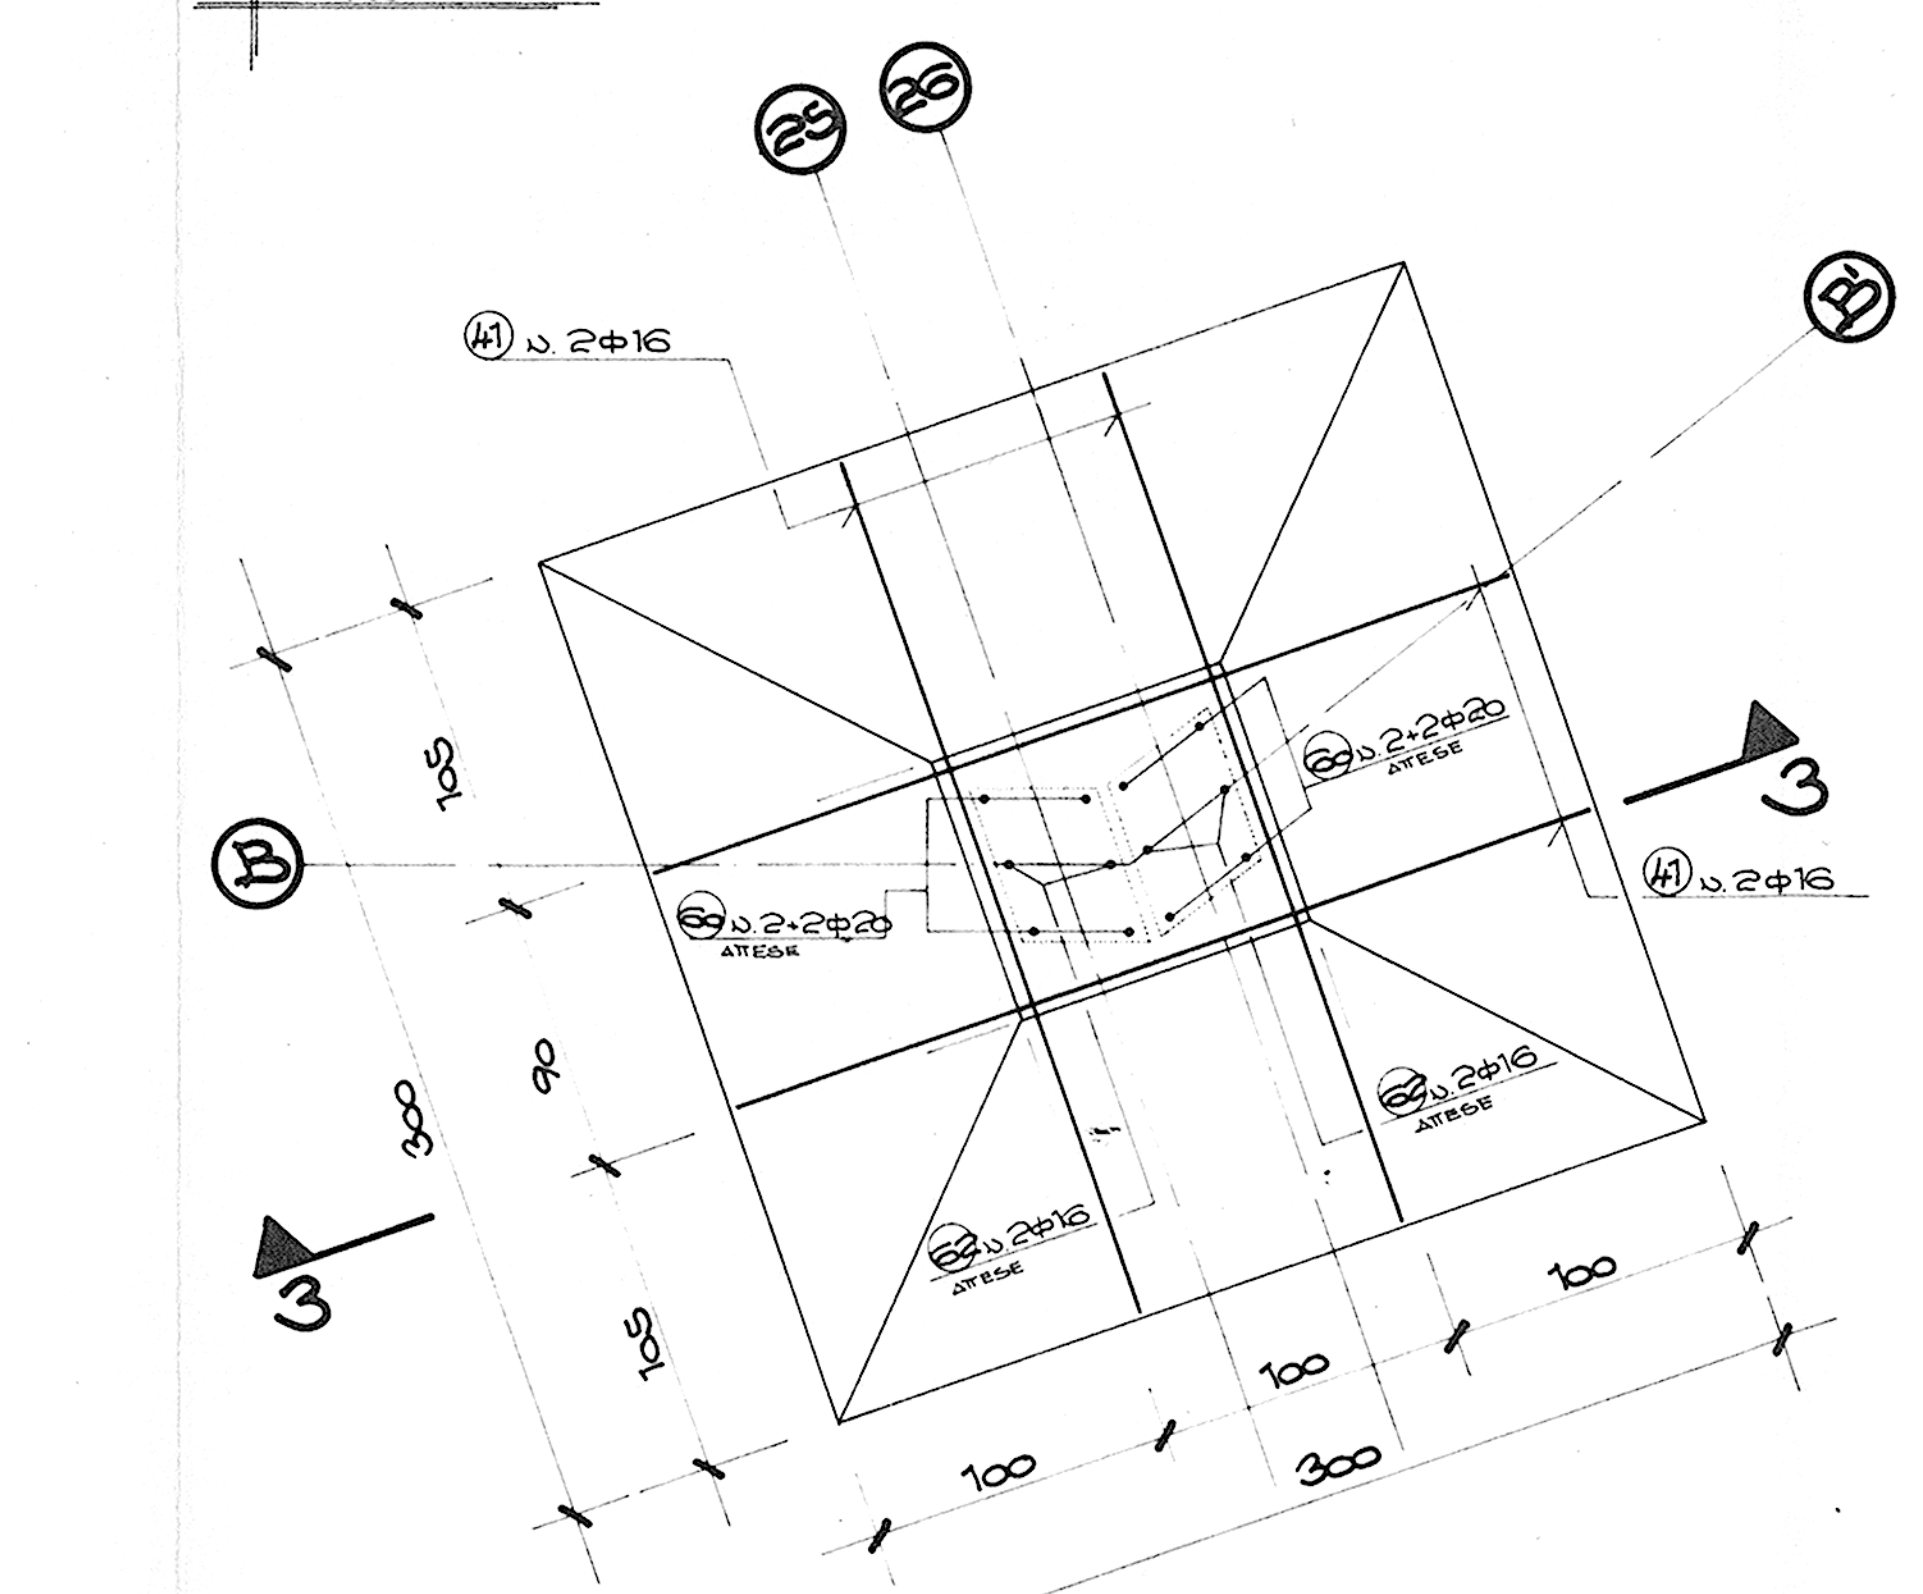 25
26
B'
41 N. 2Φ16
60 N. 2+2Φ20
ATTESE
3
41 N. 2Φ16
B
60 N. 2+2Φ20
ATTESE
105
90
300
105
62 N. 2Φ16
ATTESE
62 N. 2Φ16
ATTESE
3
100
100
100
300